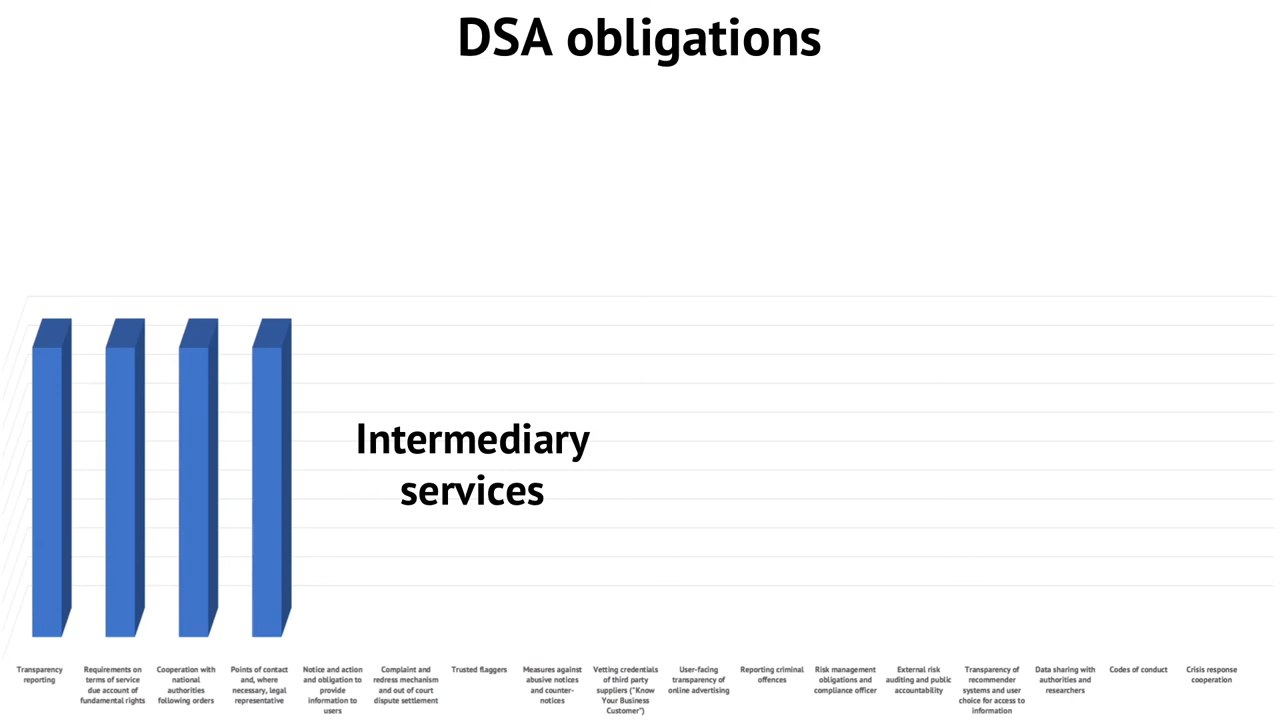 DSA obligations
Intermediary
services
Transparency
reporting
Requirements on
terms of service
due account of
fundamental rights
Cooperation with
national
authorities
following orders
Points of contact
and, where
necessary, legal
representative
Notice and action
and obligation to
provide
information to
users
Complaint and
redress mechanism
and out of court
dispute settlement
Trusted flaggers
Measures against
abusive notices
and counter-
notices
Vetting credentials
of third party
suppliers ("Know
Your Business
Customer")
User-facing
transparency of
online advertising
Reporting criminal
offences
Risk management
obligations and
compliance officer
External risk
auditing and public
accountability
Transparency of
recommender
systems and user
choice for access to
information
Data sharing with
authorities and
researchers
Codes of conduct
Crisis response
cooperation